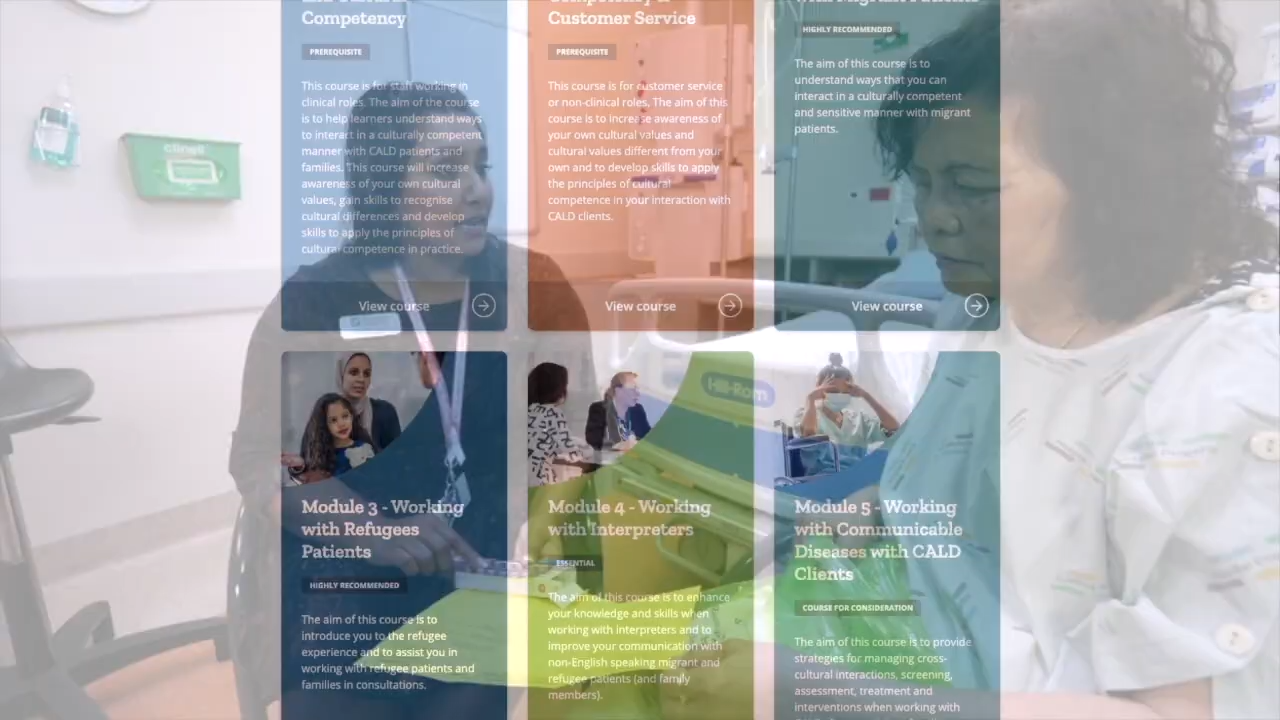 Competency
PREREQUISITE
This course is for staff working in
clinical roles. The aim of the course
is to help learners understand ways
to interact in a culturally competent
manner with CALD patients and
families. This course will increase
awareness of your own cultural
values, gain skills to recognise
cultural differences and develop
skills to apply the principles of
cultural competence in practice.
View course
Customer Service
PREREQUISITE
This course is for customer service
or non-clinical roles. The aim of this
course is to increase awareness of
your own cultural values and
cultural values different from your
own and to develop skills to apply
the principles of cultural
competence in your interaction with
CALD clients.
View course
HIGHLY RECOMMENDED
The aim of this course is to
understand ways that you can
interact in a culturally competent
and sensitive manner with migrant
patients.
View course
Module 3 - Working
with Refugees
Patients
HIGHLY RECOMMENDED
The aim of this course is to
introduce you to the refugee
experience and to assist you in
working with refugee patients and
families in consultations.
Module 4 - Working
with Interpreters
ESSENTIAL
The aim of this course is to enhance
your knowledge and skills when
working with interpreters and to
improve your communication with
non-English speaking migrant and
refugee patients (and family
members).
Module 5 - Working
with Communicable
Diseases with CALD
Clients
COURSE FOR CONSIDERATION
The aim of this course is to provide
strategies for managing cross-
cultural interactions, screening,
assessment, treatment and
interventions when working with
clinell
Hill-Rom